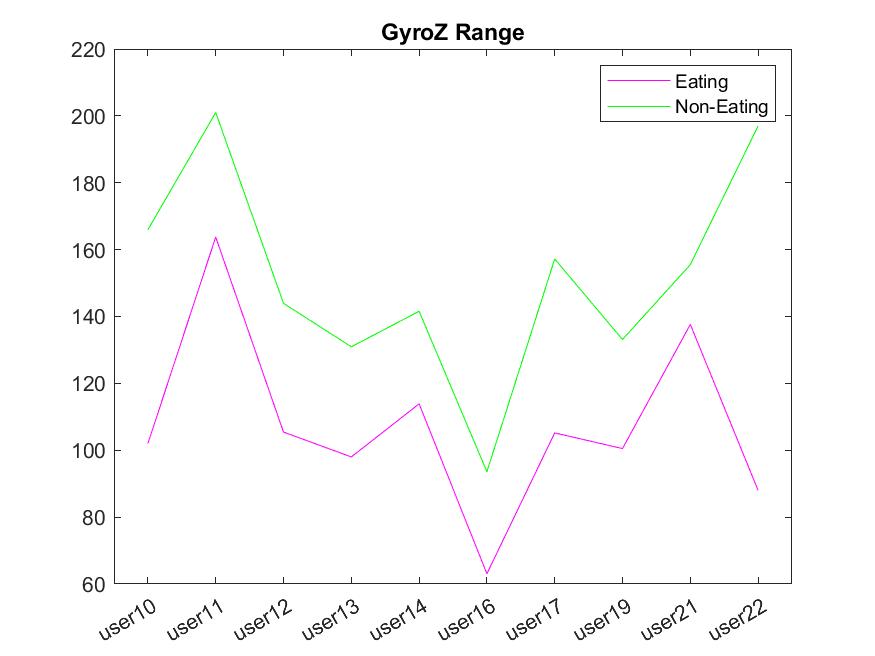 GyroZ Range
Eating
Non-Eating
220
200
180
160
140
120
100
80
60
user10
user11
user12
user13
user14
user16
user17
user19
user21
user22